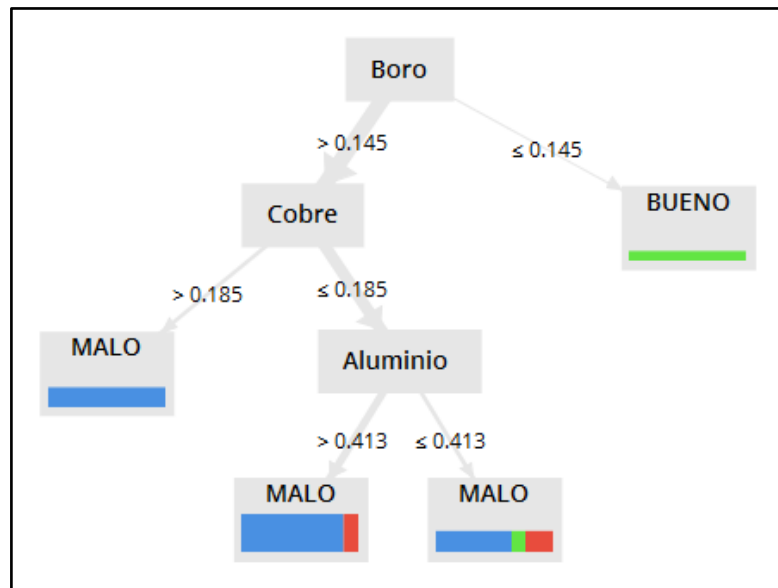 Boro
> 0.145
≤ 0.145
Cobre
BUENO
> 0.185
≤ 0.185
MALO
Aluminio
> 0.413
≤ 0.413
MALO
MALO